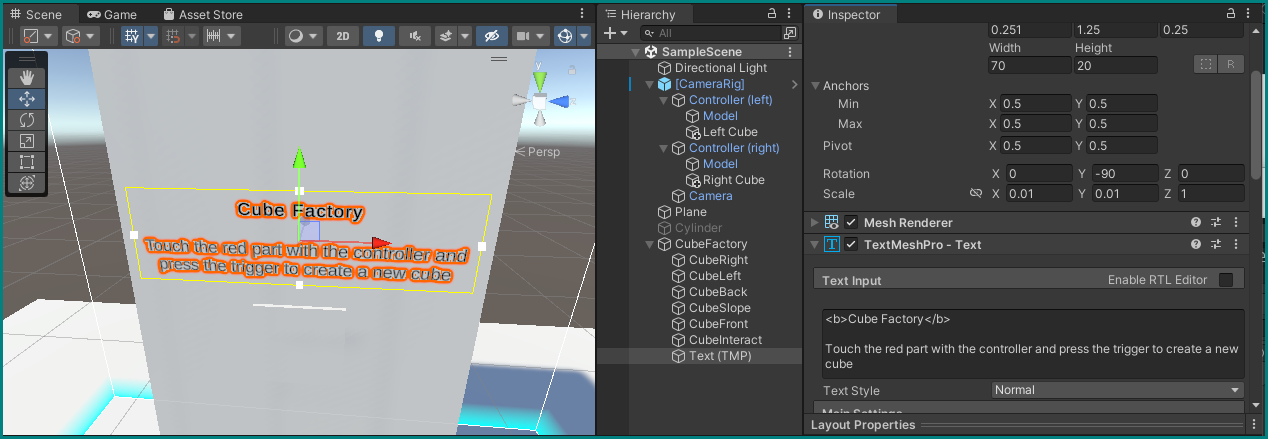 Scene
Game
Asset Store
2D
Persp
Cube Factory
Touch the red part with the controller and
press the trigger to create a new cube
Hierarchy
All
SampleScene
Directional Light
[CameraRig]
Controller (left)
Model
Left Cube
Controller (right)
Model
Right Cube
Camera
Plane
Cylinder
CubeFactory
CubeRight
CubeLeft
CubeBack
CubeSlope
CubeFront
CubeInteract
Text (TMP)
Inspector
0.251 1.25 0.25
Width Height
70 20
R
Anchors
Min X 0.5 Y 0.5
Max X 0.5 Y 0.5
Pivot X 0.5 Y 0.5
Rotation X 0 Y -90 Z 0
Scale X 0.01 Y 0.01 Z 1
Mesh Renderer
TextMeshPro - Text
Text Input Enable RTL Editor
<b>Cube Factory</b>
Touch the red part with the controller and press the trigger to create a new
cube
Text Style Normal
Main Settings
Layout Properties